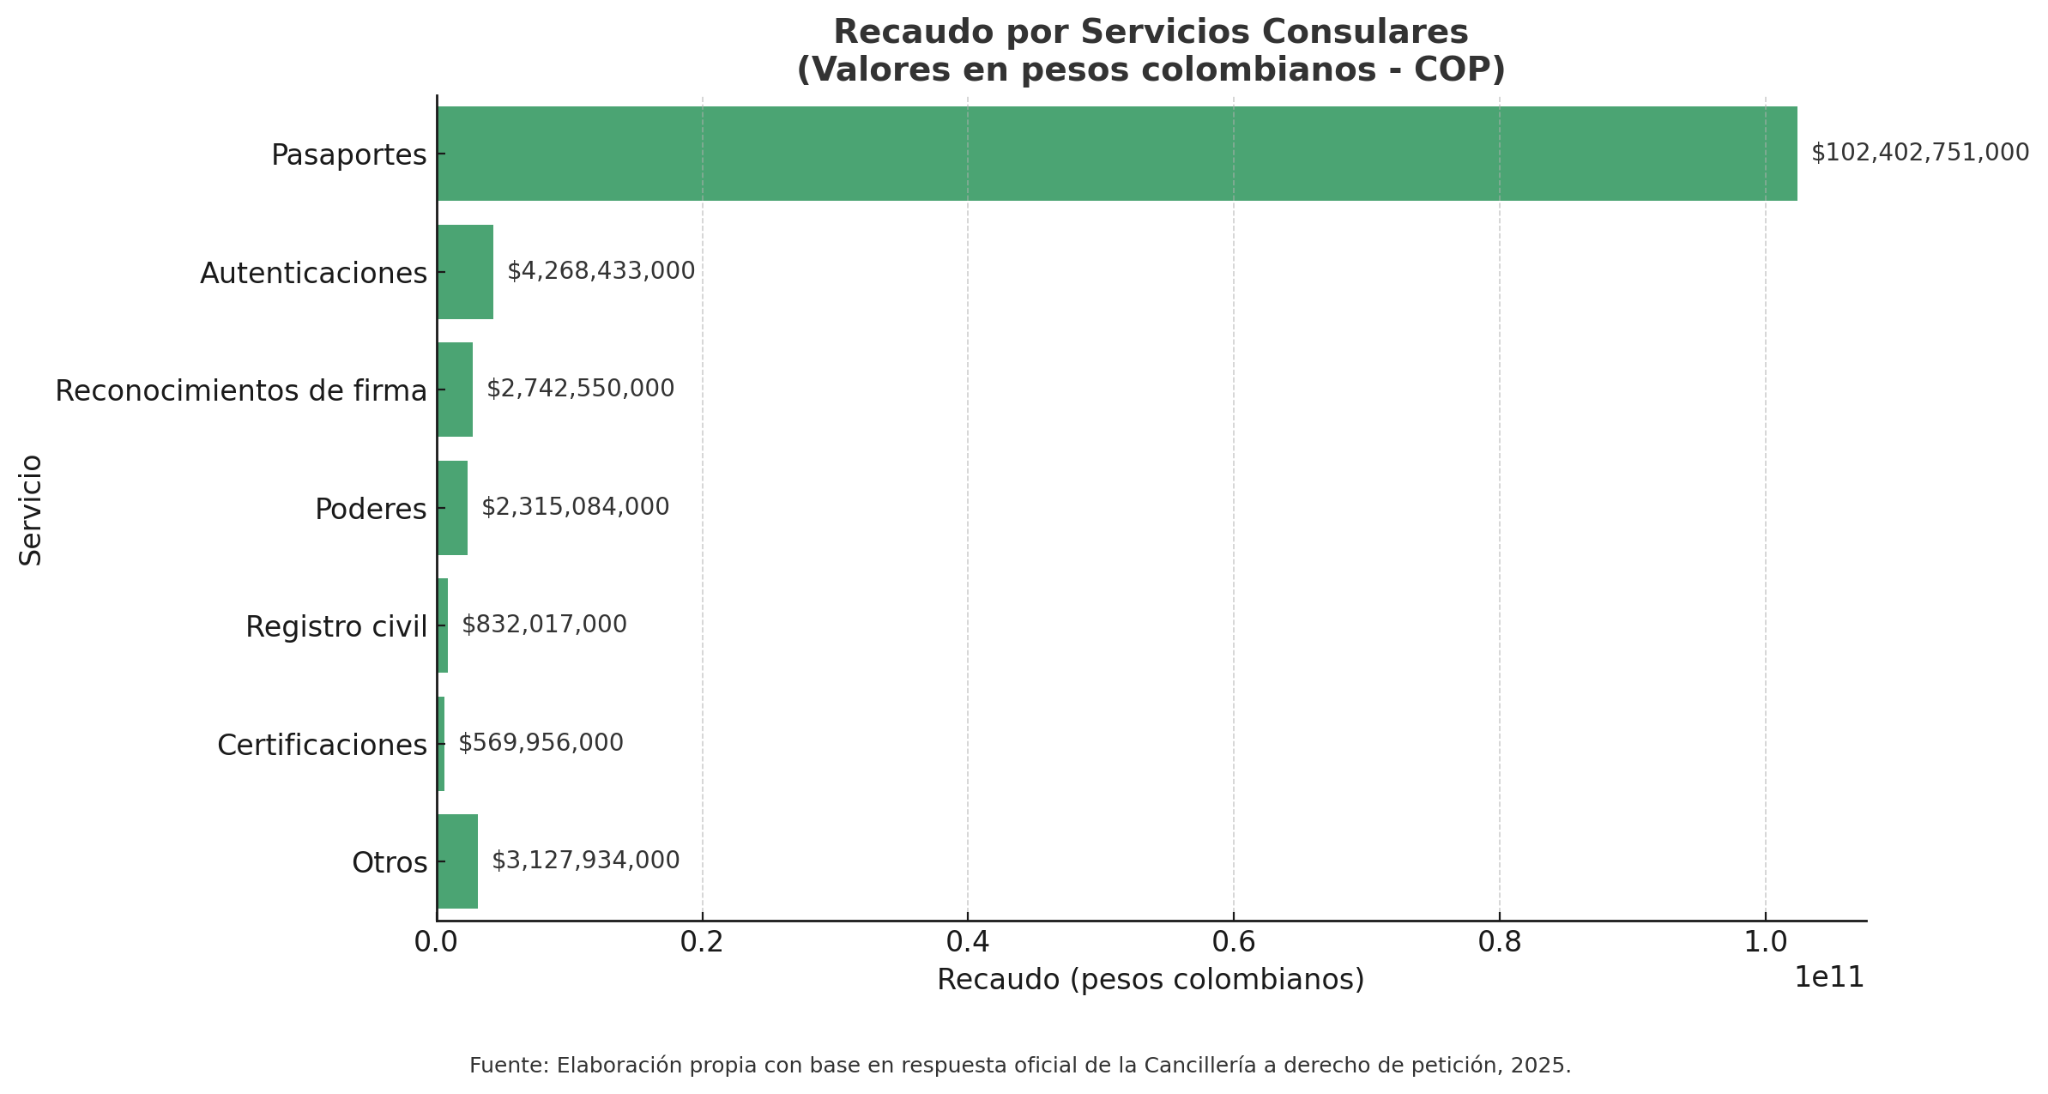 Recaudo por Servicios Consulares
(Valores en pesos colombianos - COP)
Servicio
Pasaportes $102,402,751,000
Autenticaciones $4,268,433,000
Reconocimientos de firma $2,742,550,000
Poderes $2,315,084,000
Registro civil $832,017,000
Certificaciones $569,956,000
Otros $3,127,934,000
0.0 0.2 0.4 0.6 0.8 1.0
1e11
Recaudo (pesos colombianos)
Fuente: Elaboración propia con base en respuesta oficial de la Cancillería a derecho de petición, 2025.